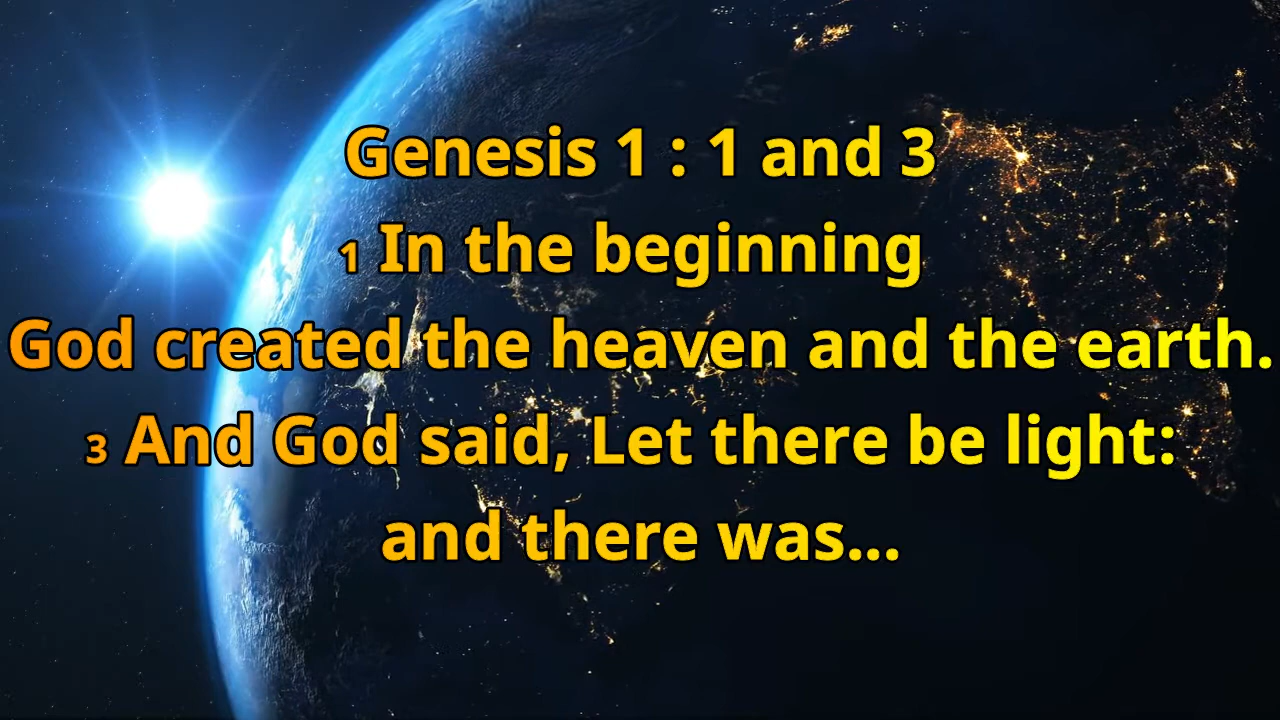 Genesis 1 : 1 and 3
1 In the beginning
God created the heaven and the earth.
3 And God said, Let there be light:
and there was...